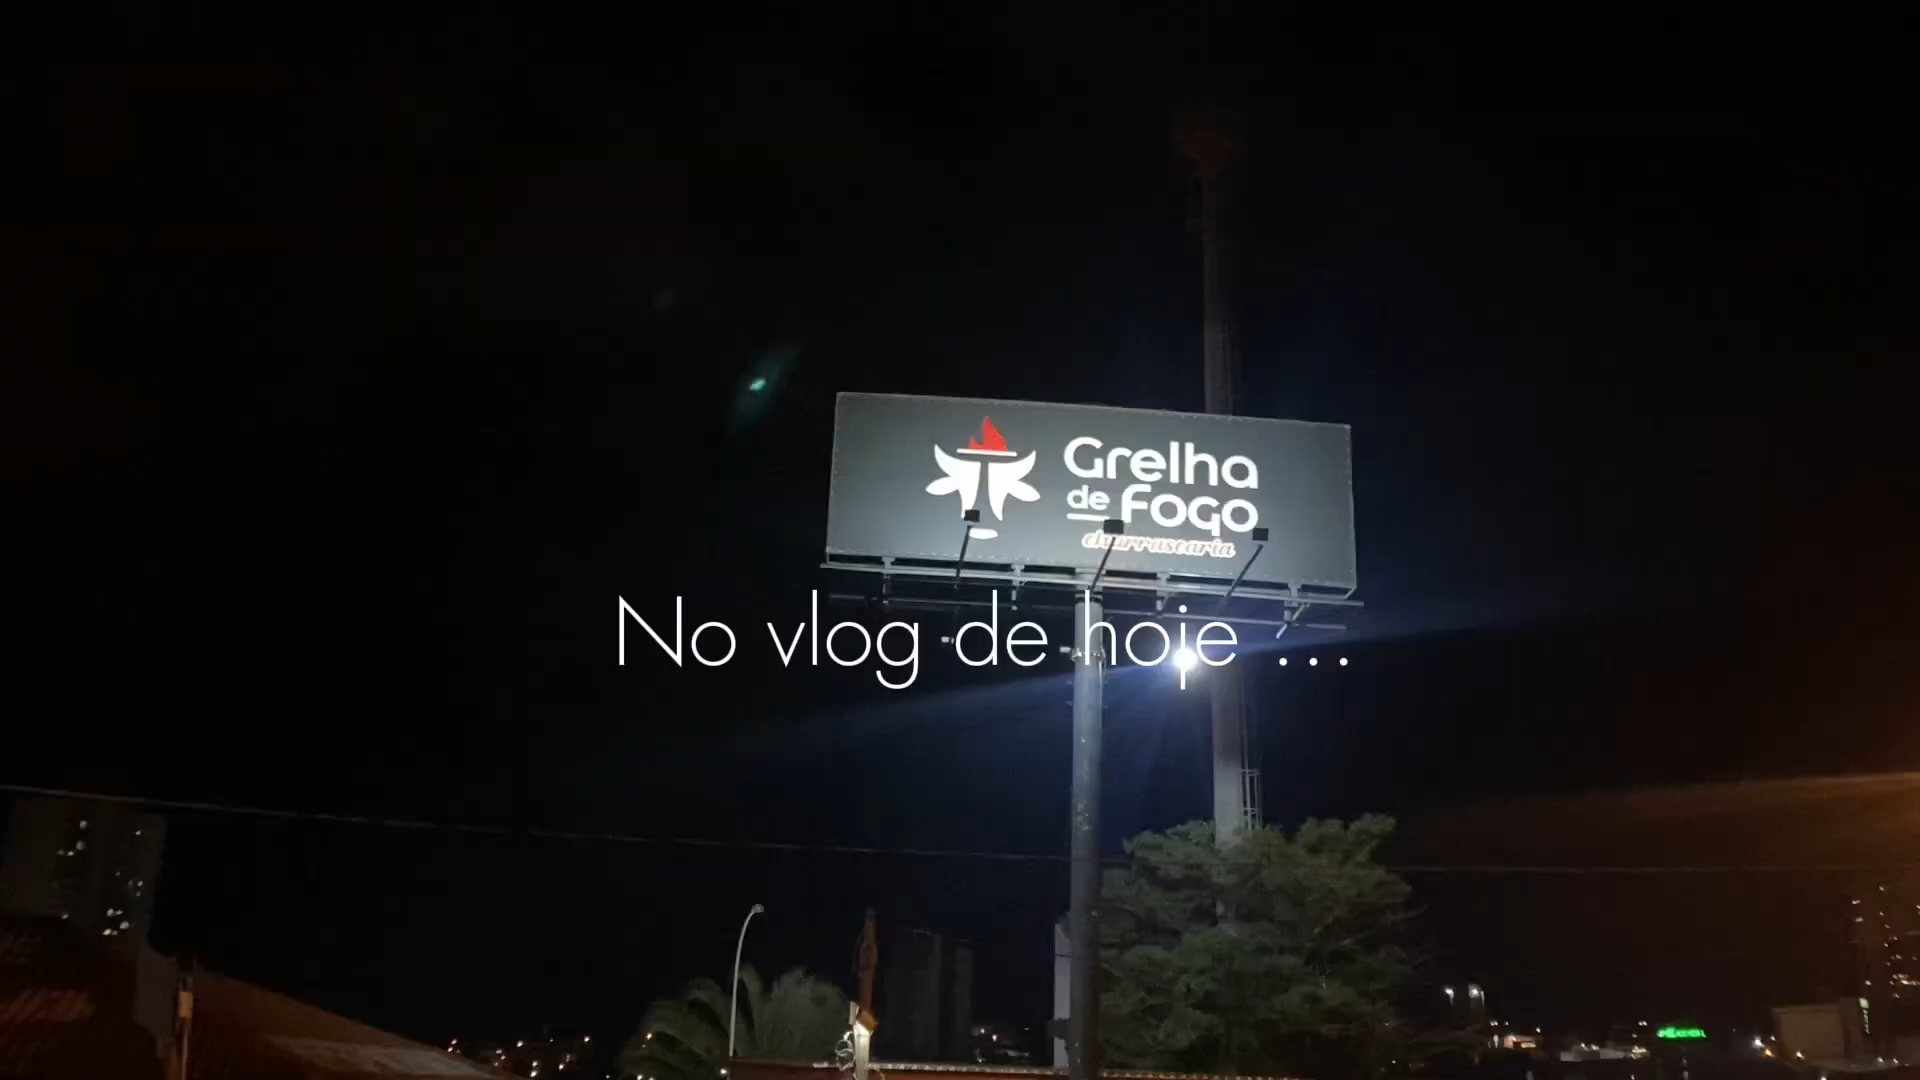 Grelha
de Fogo
churrascaria
No vlog de hoje ...